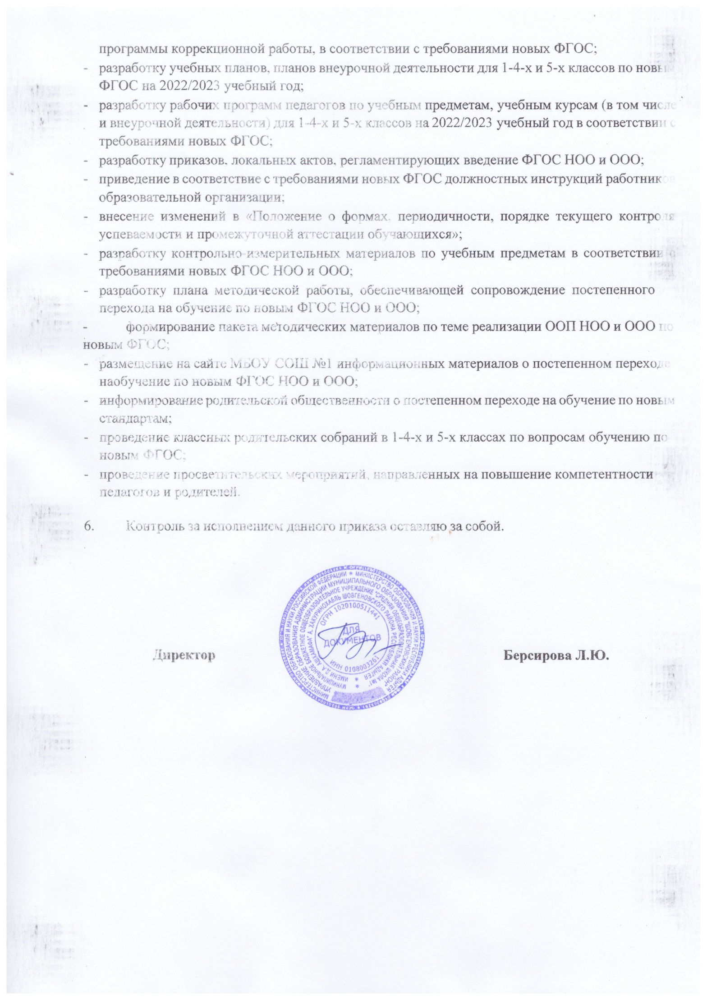 программы коррекционной работы, в соответствии с требованиями новых ФГОС;
- разработку учебных планов, планов внеурочной деятельности для 1-4-х и 5-х классов по новым
ФГОС на 2022/2023 учебный год;
- разработку рабочих программ педагогов по учебным предметам, учебным курсам (в том числе
и внеурочной деятельности) для 1-4-х и 5-х классов на 2022/2023 учебный год в соответствии с
требованиями новых ФГОС;
- разработку приказов, локальных актов, регламентирующих введение ФГОС НОО и ООО;
- приведение в соответствие с требованиями новых ФГОС должностных инструкций работников
образовательной организации;
- внесение изменений в «Положение о формах, периодичности, порядке текущего контроля
успеваемости и промежуточной аттестации обучающихся»;
- разработку контрольно-измерительных материалов по учебным предметам в соответствии с
требованиями новых ФГОС НОО и ООО;
- разработку плана методической работы, обеспечивающей сопровождение постепенного
перехода на обучение по новым ФГОС НОО и ООО;
- формирование пакета методических материалов по теме реализации ООП НОО и ООО по
новым ФГОС;
- размещение на сайте МБОУ СОШ №1 информационных материалов о постепенном переходе
наобучение по новым ФГОС НОО и ООО;
- информирование родительской общественности о постепенном переходе на обучение по новым
стандартам;
- проведение классных родительских собраний в 1-4-х и 5-х классах по вопросам обучению по
новым ФГОС;
- проведение просветительских мероприятий, направленных на повышение компетентности
педагогов и родителей.
6. Контроль за исполнением данного приказа оставляю за собой.
МИНИСТЕРСТВО ОБРАЗОВАНИЯ И НАУКИ РОССИЙСКОЙ ФЕДЕРАЦИИ * МИНИСТЕРСТВО ОБРАЗОВАНИЯ И НАУКИ РЕСПУБЛИКИ АДЫГЕЯ
УПРАВЛЕНИЕ ОБРАЗОВАНИЯ АДМИНИСТРАЦИИ МУНИЦИПАЛЬНОГО ОБРАЗОВАНИЯ "ШОВГЕНОВСКИЙ РАЙОН"
МУНИЦИПАЛЬНОЕ БЮДЖЕТНОЕ ОБЩЕОБРАЗОВАТЕЛЬНОЕ УЧРЕЖДЕНИЕ "СРЕДНЯЯ ОБЩЕОБРАЗОВАТЕЛЬНАЯ ШКОЛА №1"
ИМЕНИ Д.А. АШХАМАФА" А. ХАКУРИНОХАБЛЬ ШОВГЕНОВСКОГО РАЙОНА РЕСПУБЛИКИ АДЫГЕЯ
ОГРН 1020100511441
ДЛЯ
ДОКУМЕНТОВ
ИНН 0108003261
Директор Берсирова Л.Ю.